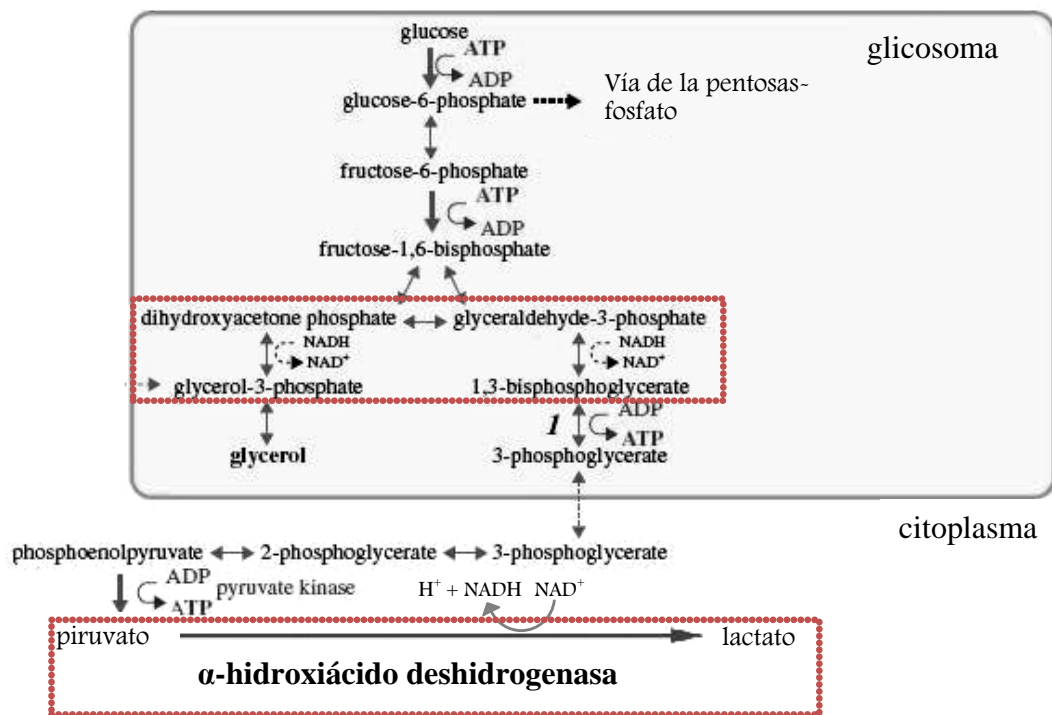 glucose
ATP
glicosoma
ADP
glucose-6-phosphate
Vía de la pentosas-
fosfato
fructose-6-phosphate
ATP
ADP
fructose-1,6-bisphosphate
dihydroxyacetone phosphate
glyceraldehyde-3-phosphate
NADH
NAD⁺
NADH
NAD⁺
glycerol-3-phosphate
1,3-bisphosphoglycerate
1
ADP
ATP
glycerol
3-phosphoglycerate
citoplasma
phosphoenolpyruvate
2-phosphoglycerate
3-phosphoglycerate
ADP
ATP
pyruvate kinase
H⁺ + NADH
NAD⁺
piruvato
lactato
α-hidroxiácido deshidrogenasa